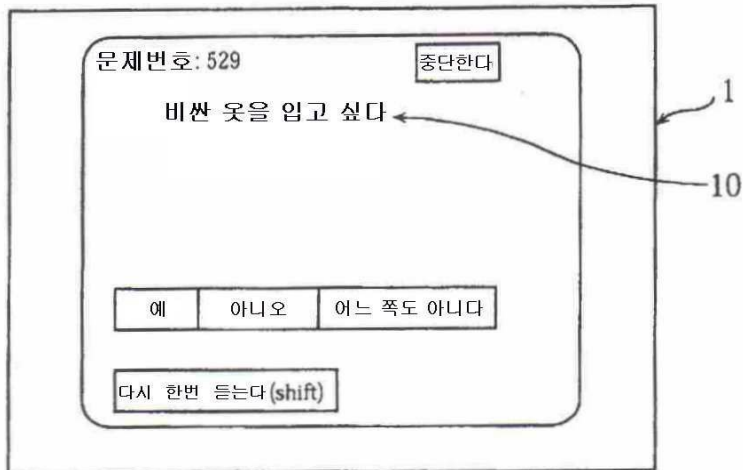 문제번호: 529
중단한다
비싼 옷을 입고 싶다
1
10
예
아니오
어느 쪽도 아니다
다시 한번 듣는다(shift)